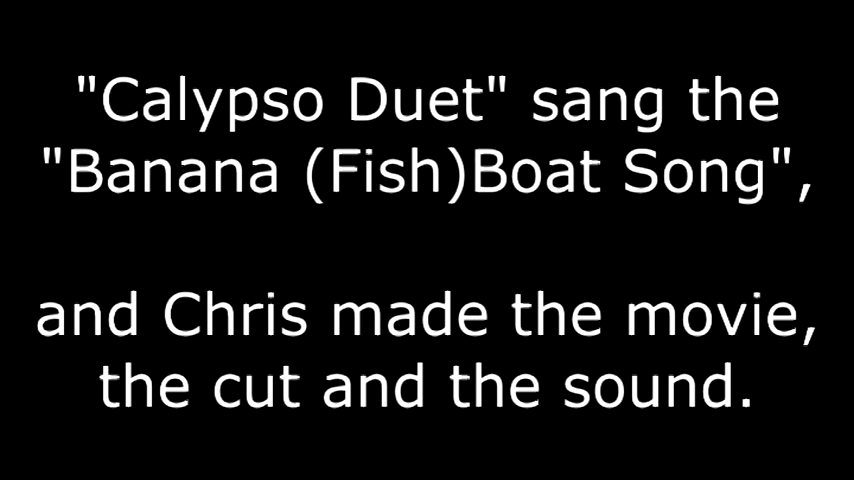 "Calypso Duet" sang the
"Banana (Fish)Boat Song",
and Chris made the movie,
the cut and the sound.